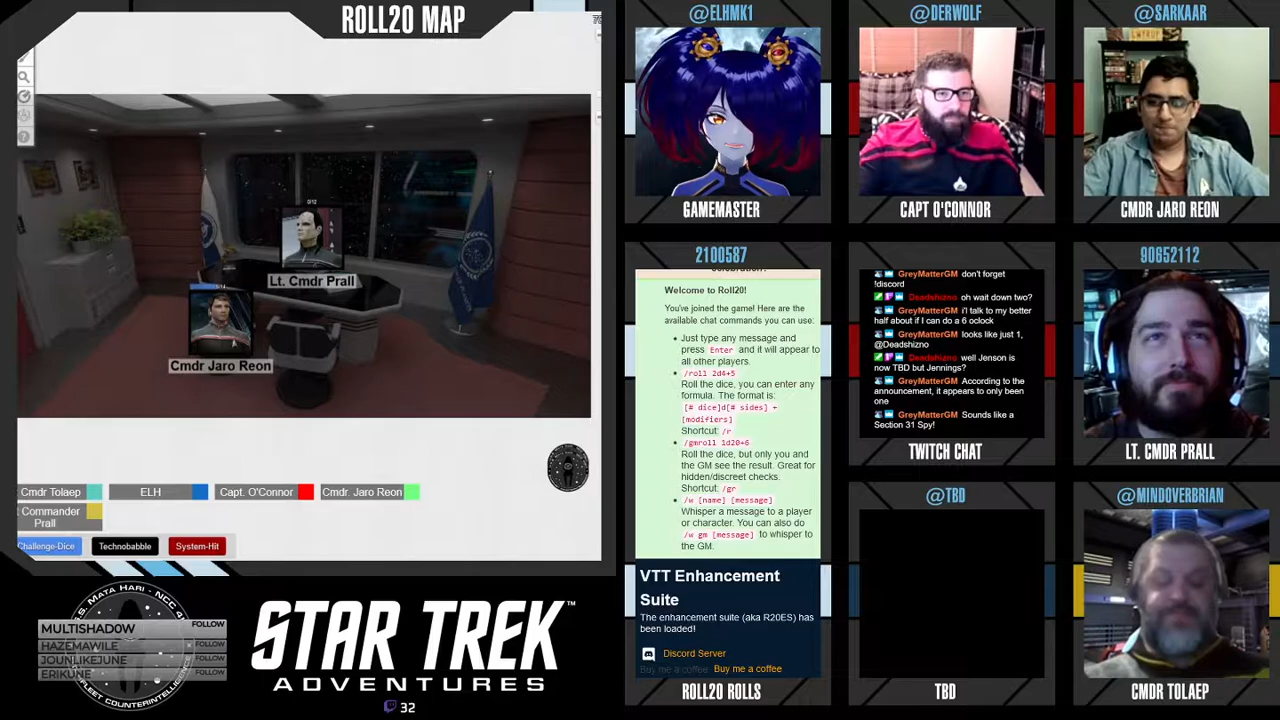 ROLL20 MAP
0/12
Lt. Cmdr Prall
Cmdr Jaro Reon
Cmdr Tolaep
ELH
Capt. O'Connor
Cmdr. Jaro Reon
Commander
Prall
Challenge-Dice
Technobabble
System-Hit
MULTISHAD0W
FOLLOW
HAZEMAWILE
FOLLOW
JOUNLIKEJUNE
FOLLOW
ERIKUNE
FOLLOW
STAR TREK™
ADVENTURES
32
@ELHMK1
GAMEMASTER
@DERWOLF
CAPT O'CONNOR
@SARKAAR
CMDR JARO REON
2100587
celebration!
Welcome to Roll20!
You've joined the game! Here are the
available chat commands you can use:
• Just type any message and
press Enter and it will appear to
all other players.
• /roll 2d4+5
Roll the dice, you can enter any
formula. The format is:
[# dice]d[# sides] +
[modifiers]
Shortcut: /r
• /gmroll 1d20+6
Roll the dice, but only you and
the GM see the result. Great for
hidden/discreet checks.
Shortcut: /gr
• /w [name] [message]
Whisper a message to a player
or character. You can also do
/w gm [message] to whisper to
the GM.
VTT Enhancement
Suite
The enhancement suite (aka R20ES) has
been loaded!
Discord Server
Buy me a coffee Buy me a coffee
ROLL20 ROLLS
GreyMatterGM don't forget
!discord
Deadshizno oh wait down two?
GreyMatterGM i'l talk to my better
half about if I can do a 6 oclock
GreyMatterGM looks like just 1,
@Deadshizno
Deadshizno well Jenson is
now TBD but Jennings?
GreyMatterGM According to the
announcement, it appears to only been
one
GreyMatterGM Sounds like a
Section 31 Spy!
TWITCH CHAT
90652112
LT. CMDR PRALL
@TBD
TBD
@MINDOVERBRIAN
CMDR TOLAEP